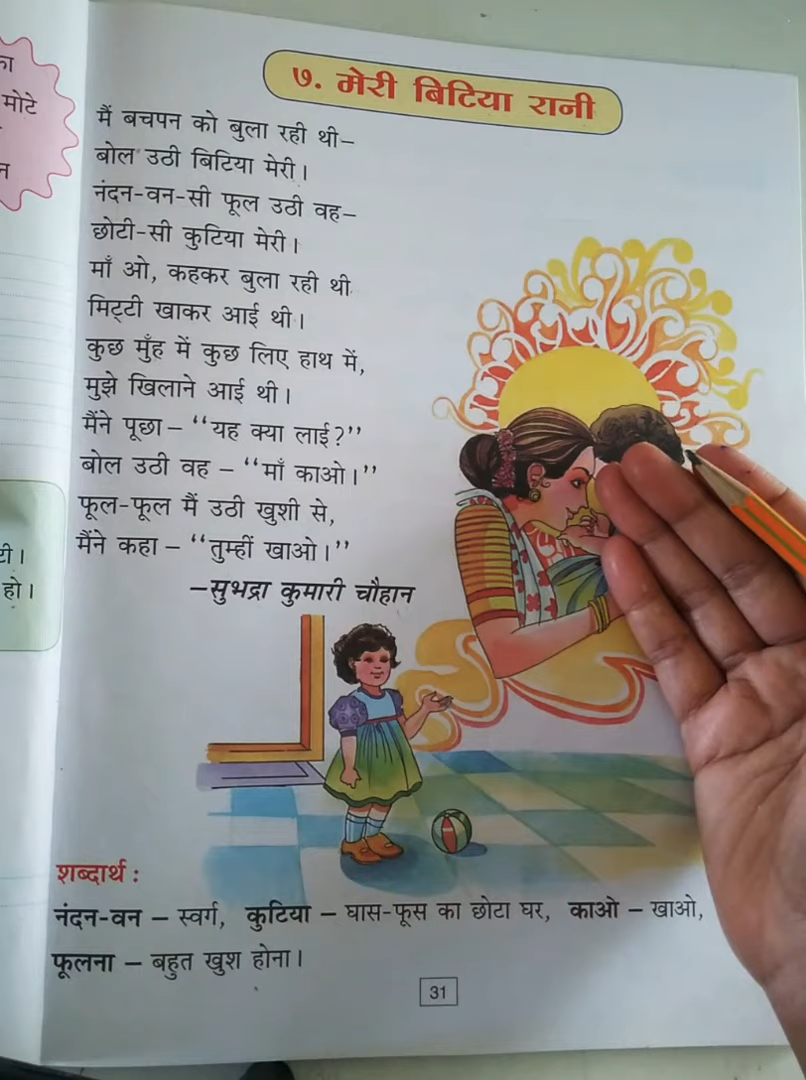 ७. मेरी बिटिया रानी
मैं बचपन को बुला रही थी–
बोल उठी बिटिया मेरी।
नंदन-वन-सी फूल उठी वह–
छोटी-सी कुटिया मेरी।
माँ ओ, कहकर बुला रही थी
मिट्टी खाकर आई थी।
कुछ मुँह में कुछ लिए हाथ में,
मुझे खिलाने आई थी।
मैंने पूछा – “यह क्या लाई?”
बोल उठी वह – “माँ काओ।”
फूल-फूल मैं उठी खुशी से,
मैंने कहा – “तुम्हीं खाओ।”
–सुभद्रा कुमारी चौहान
शब्दार्थ :
नंदन-वन – स्वर्ग, कुटिया – घास-फूस का छोटा घर, काओ – खाओ,
फूलना – बहुत खुश होना।
31
मोटे
हो।